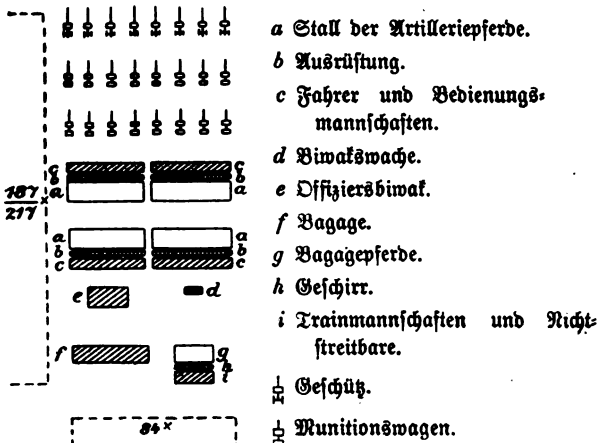 a Stall der Artilleriepferde.
b Ausrüstung.
c Fahrer und Bedienungs-
mannschaften.
d Biwakswache.
e Offiziersbiwak.
f Bagage.
g Bagagepferde.
h Geschirr.
i Trainmannschaften und Nicht-
streitbare.
Geschütz.
Munitionswagen.
c c
b b
a a
187
217 x
a a
b b
c c
e d
f g
h
i
84 x